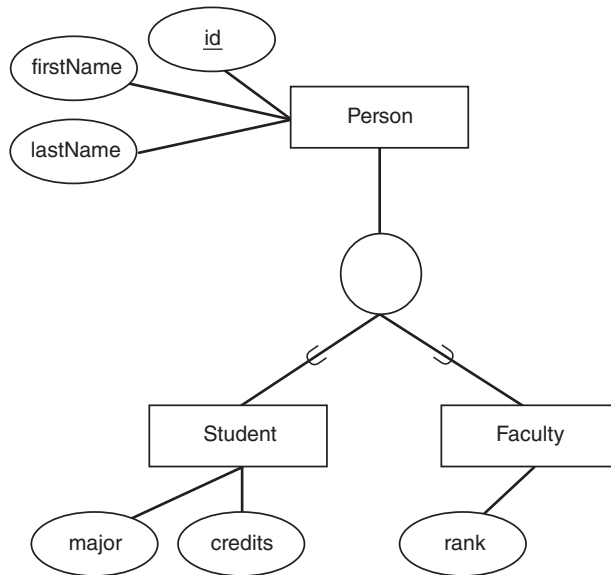 id
firstName
Person
lastName
Student
Faculty
major
credits
rank